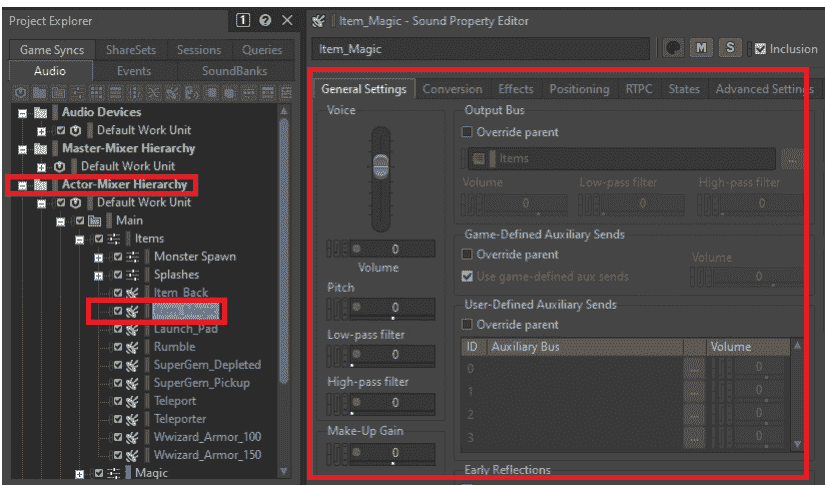 Project Explorer
1
Game Syncs ShareSets Sessions Queries
Audio Events SoundBanks
Audio Devices
Default Work Unit
Master-Mixer Hierarchy
Default Work Unit
Actor-Mixer Hierarchy
Default Work Unit
Main
Items
Monster Spawn
Splashes
Item_Back
Launch_Pad
Rumble
SuperGem_Depleted
SuperGem_Pickup
Teleport
Teleporter
Wwizard_Armor_100
Wwizard_Armor_150
Magic
Item_Magic - Sound Property Editor
Item_Magic M S Inclusion
General Settings Conversion Effects Positioning RTPC States Advanced Settings
Voice
0
Volume
Pitch
0
Low-pass filter
0
High-pass filter
0
Make-Up Gain
0
Output Bus
Override parent
Items ...
Volume Low-pass filter High-pass filter
0 0 0
Game-Defined Auxiliary Sends
Override parent Volume
Use game-defined aux sends 0
User-Defined Auxiliary Sends
Override parent
ID Auxiliary Bus Volume
0 ... 0
1 ... 0
2 ... 0
3 ... 0
Early Reflections